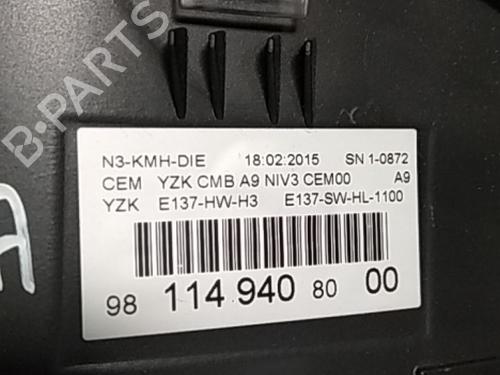 B-PARTS
N3-KMH-DIE 18:02:2015 SN 1-0872
CEM YZK CMB A9 NIV3 CEM00 A9
YZK E137-HW-H3 E137-SW-HL-1100
98 114 940 80 00
A